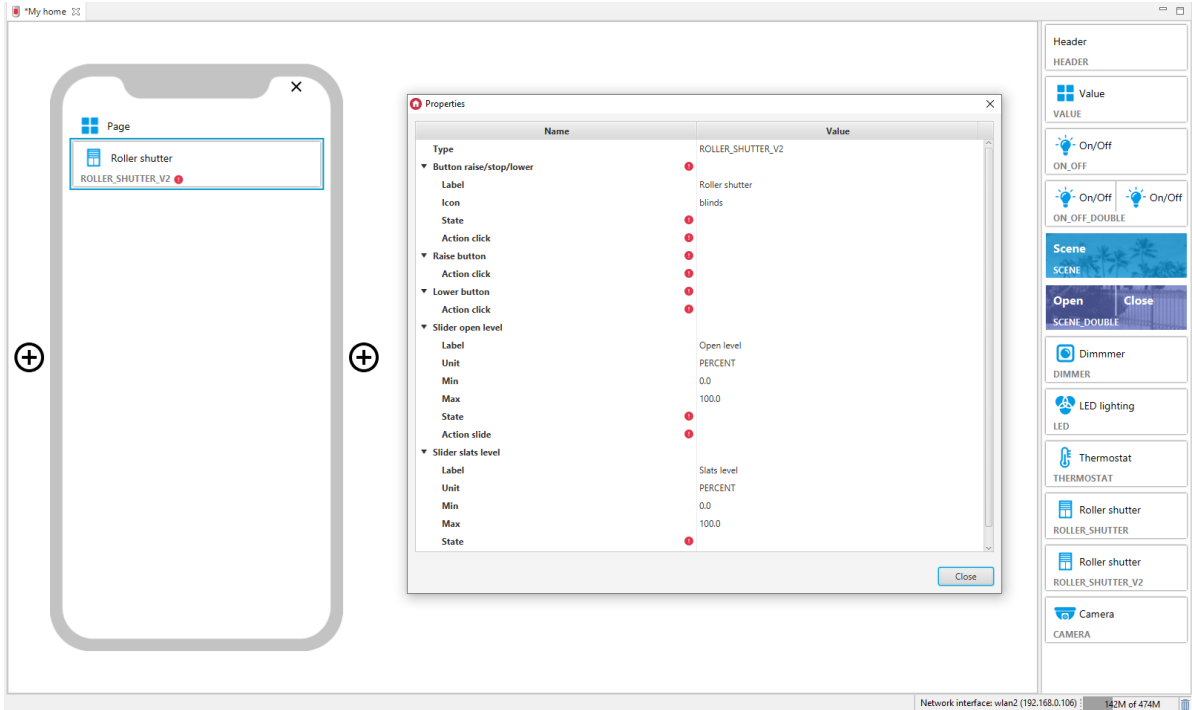 *My home
Page
Roller shutter
ROLLER_SHUTTER_V2
Properties
Name Value
Type ROLLER_SHUTTER_V2
Button raise/stop/lower
Label Roller shutter
Icon blinds
State
Action click
Raise button
Action click
Lower button
Action click
Slider open level
Label Open level
Unit PERCENT
Min 0.0
Max 100.0
State
Action slide
Slider slats level
Label Slats level
Unit PERCENT
Min 0.0
Max 100.0
State
Close
Header
HEADER
Value
VALUE
On/Off
ON_OFF
On/Off On/Off
ON_OFF_DOUBLE
Scene
SCENE
Open Close
SCENE_DOUBLE
Dimmmer
DIMMER
LED lighting
LED
Thermostat
THERMOSTAT
Roller shutter
ROLLER_SHUTTER
Roller shutter
ROLLER_SHUTTER_V2
Camera
CAMERA
Network interface: wlan2 (192.168.0.106) 142M of 474M